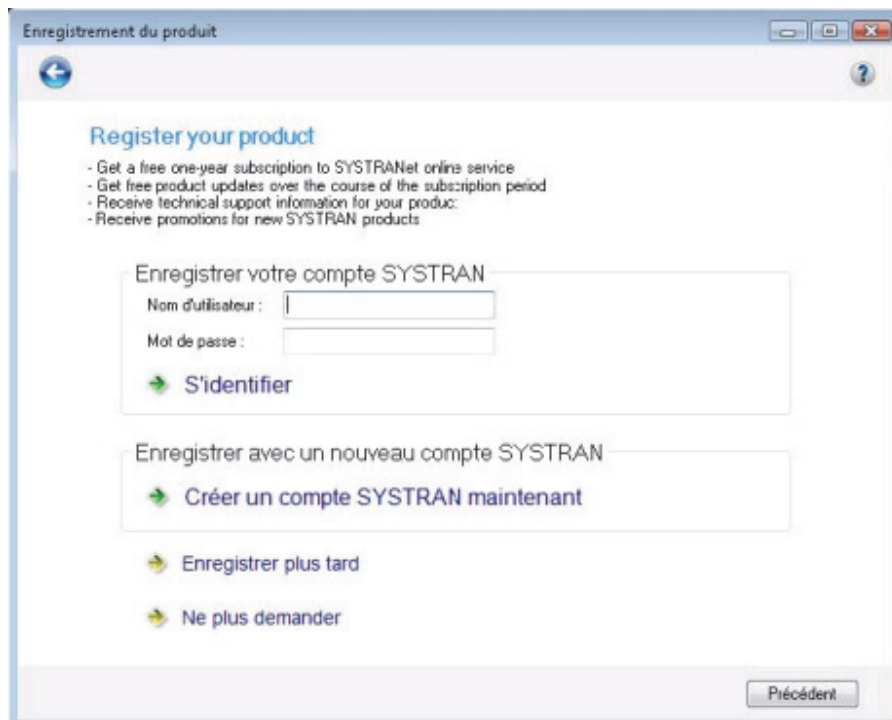 Enregistrement du produit
?
Register your product
- Get a free one-year subscription to SYSTRANet online service
- Get free product updates over the course of the subscription period
- Receive technical support information for your product
- Receive promotions for new SYSTRAN products
Enregistrer votre compte SYSTRAN
Nom d'utilisateur :
Mot de passe :
S'identifier
Enregistrer avec un nouveau compte SYSTRAN
Créer un compte SYSTRAN maintenant
Enregistrer plus tard
Ne plus demander
Précédent